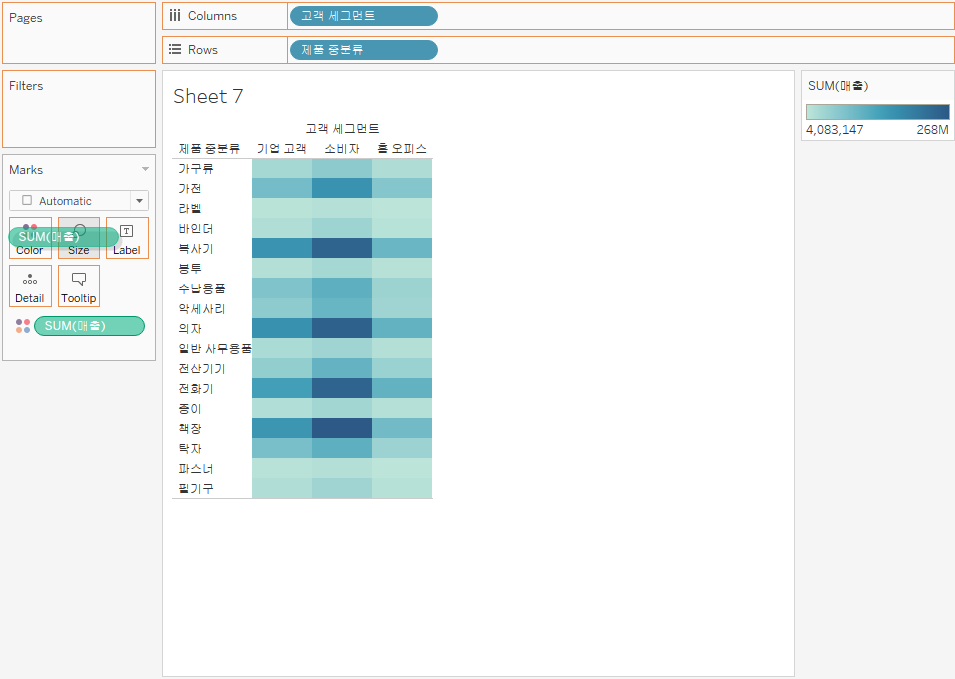 Pages
Columns
고객 세그먼트
Rows
제품 중분류
Filters
Marks
Automatic
SUM(매출)
Color
Size
Label
Detail
Tooltip
SUM(매출)
Sheet 7
고객 세그먼트
제품 중분류 기업 고객 소비자 홈 오피스
가구류
가전
라벨
바인더
복사기
봉투
수납용품
악세사리
의자
일반 사무용품
전산기기
전화기
종이
책장
탁자
파스너
필기구
SUM(매출)
4,083,147 268M